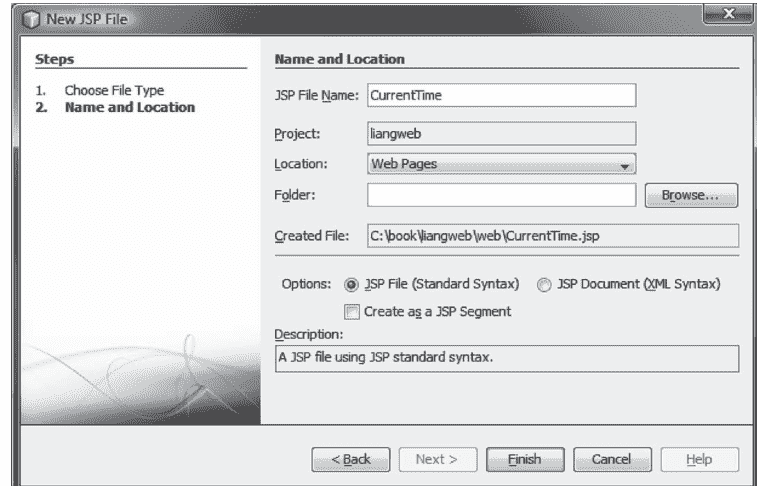 New JSP File
Steps
1. Choose File Type
2. Name and Location
Name and Location
JSP File Name: CurrentTime
Project: liangweb
Location: Web Pages
Folder:
Browse...
Created File: C:\book\liangweb\web\CurrentTime.jsp
Options: JSP File (Standard Syntax) JSP Document (XML Syntax)
Create as a JSP Segment
Description:
A JSP file using JSP standard syntax.
< Back Next > Finish Cancel Help